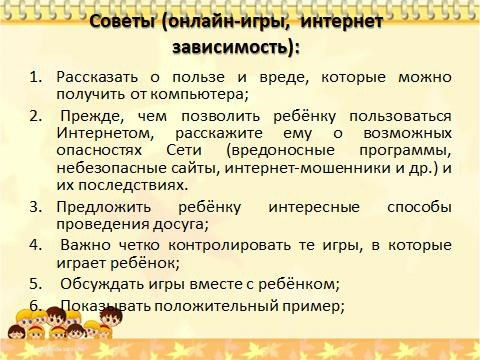 Советы (онлайн-игры, интернет
зависимость):
1. Рассказать о пользе и вреде, которые можно
получить от компьютера;
2. Прежде, чем позволить ребёнку пользоваться
Интернетом, расскажите ему о возможных
опасностях Сети (вредоносные программы,
небезопасные сайты, интернет-мошенники и др.) и
их последствиях.
3. Предложить ребёнку интересные способы
проведения досуга;
4. Важно четко контролировать те игры, в которые
играет ребёнок;
5. Обсуждать игры вместе с ребёнком;
6. Показывать положительный пример;